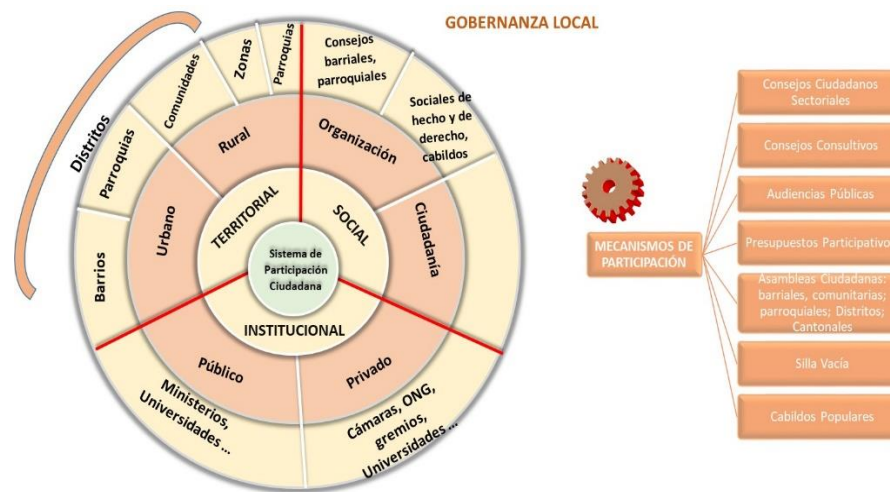 GOBERNANZA LOCAL
Distritos
Barrios
Parroquias
Comunidades
Zonas
Parroquias
Consejos
barriales,
parroquiales
Sociales de
hecho y de
derecho,
cabildos
Urbano
Rural
Organización
Ciudadanía
TERRITORIAL
SOCIAL
Sistema de
Participación
Ciudadana
INSTITUCIONAL
Público
Privado
Ministerios,
Universidades ...
Cámaras, ONG,
gremios,
Universidades ...
MECANISMOS DE
PARTICIPACIÓN
Consejos Ciudadanos
Sectoriales
Consejos Consultivos
Audiencias Públicas
Presupuestos Participativo
Asambleas Ciudadanas:
barriales, comunitarias;
parroquiales; Distritos;
Cantonales
Silla Vacía
Cabildos Populares